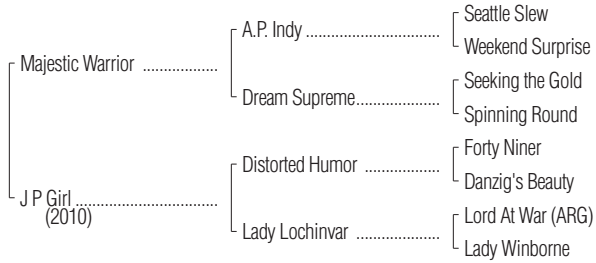 Seattle Slew
A.P. Indy ..........................
Weekend Surprise
Majestic Warrior ...............
Seeking the Gold
Dream Supreme.................
Spinning Round
Forty Niner
Distorted Humor ...............
Danzig's Beauty
J P Girl .............................
(2010)
Lord At War (ARG)
Lady Lochinvar .................
Lady Winborne